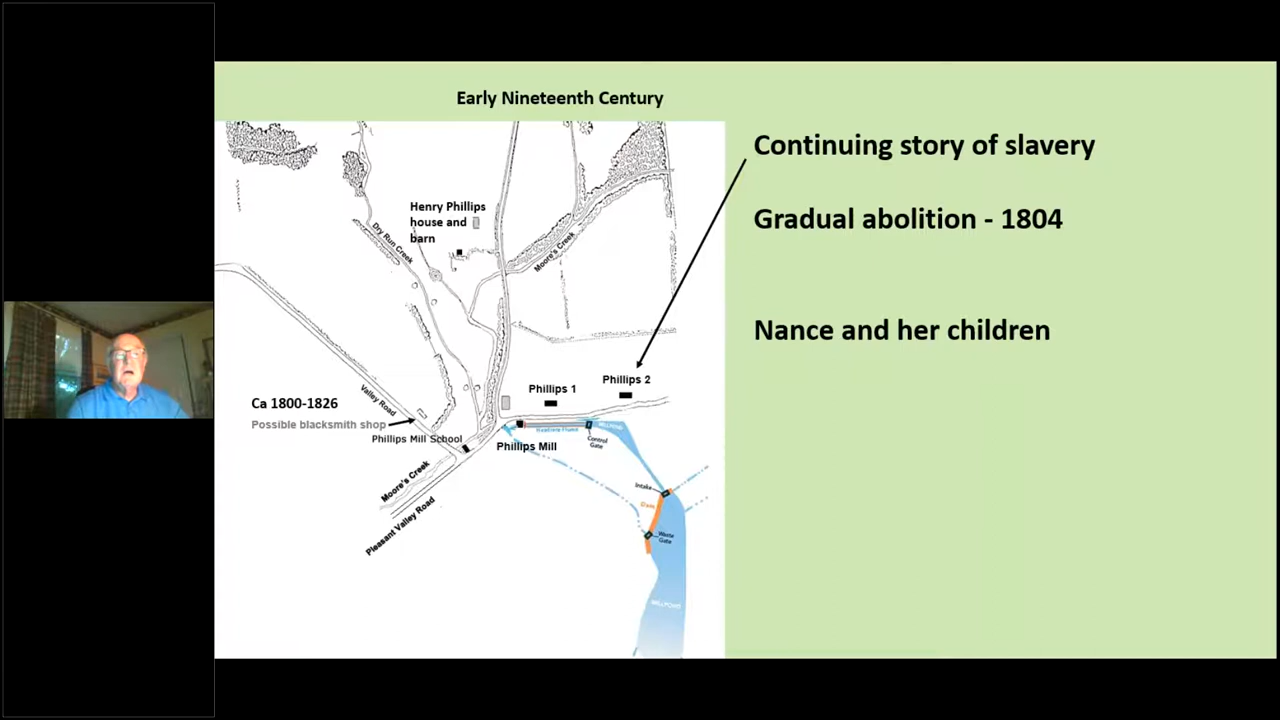 Early Nineteenth Century
Continuing story of slavery
Gradual abolition - 1804
Nance and her children
Henry Phillips
house and
barn
Dry Run Creek
Moore's Creek
Phillips 2
Phillips 1
Valley Road
Ca 1800-1826
Possible blacksmith shop
Phillips Mill School
Phillips Mill
Control
Gate
Moore's Creek
Pleasant Valley Road
Intake
Waste
Gate
MILLPOND